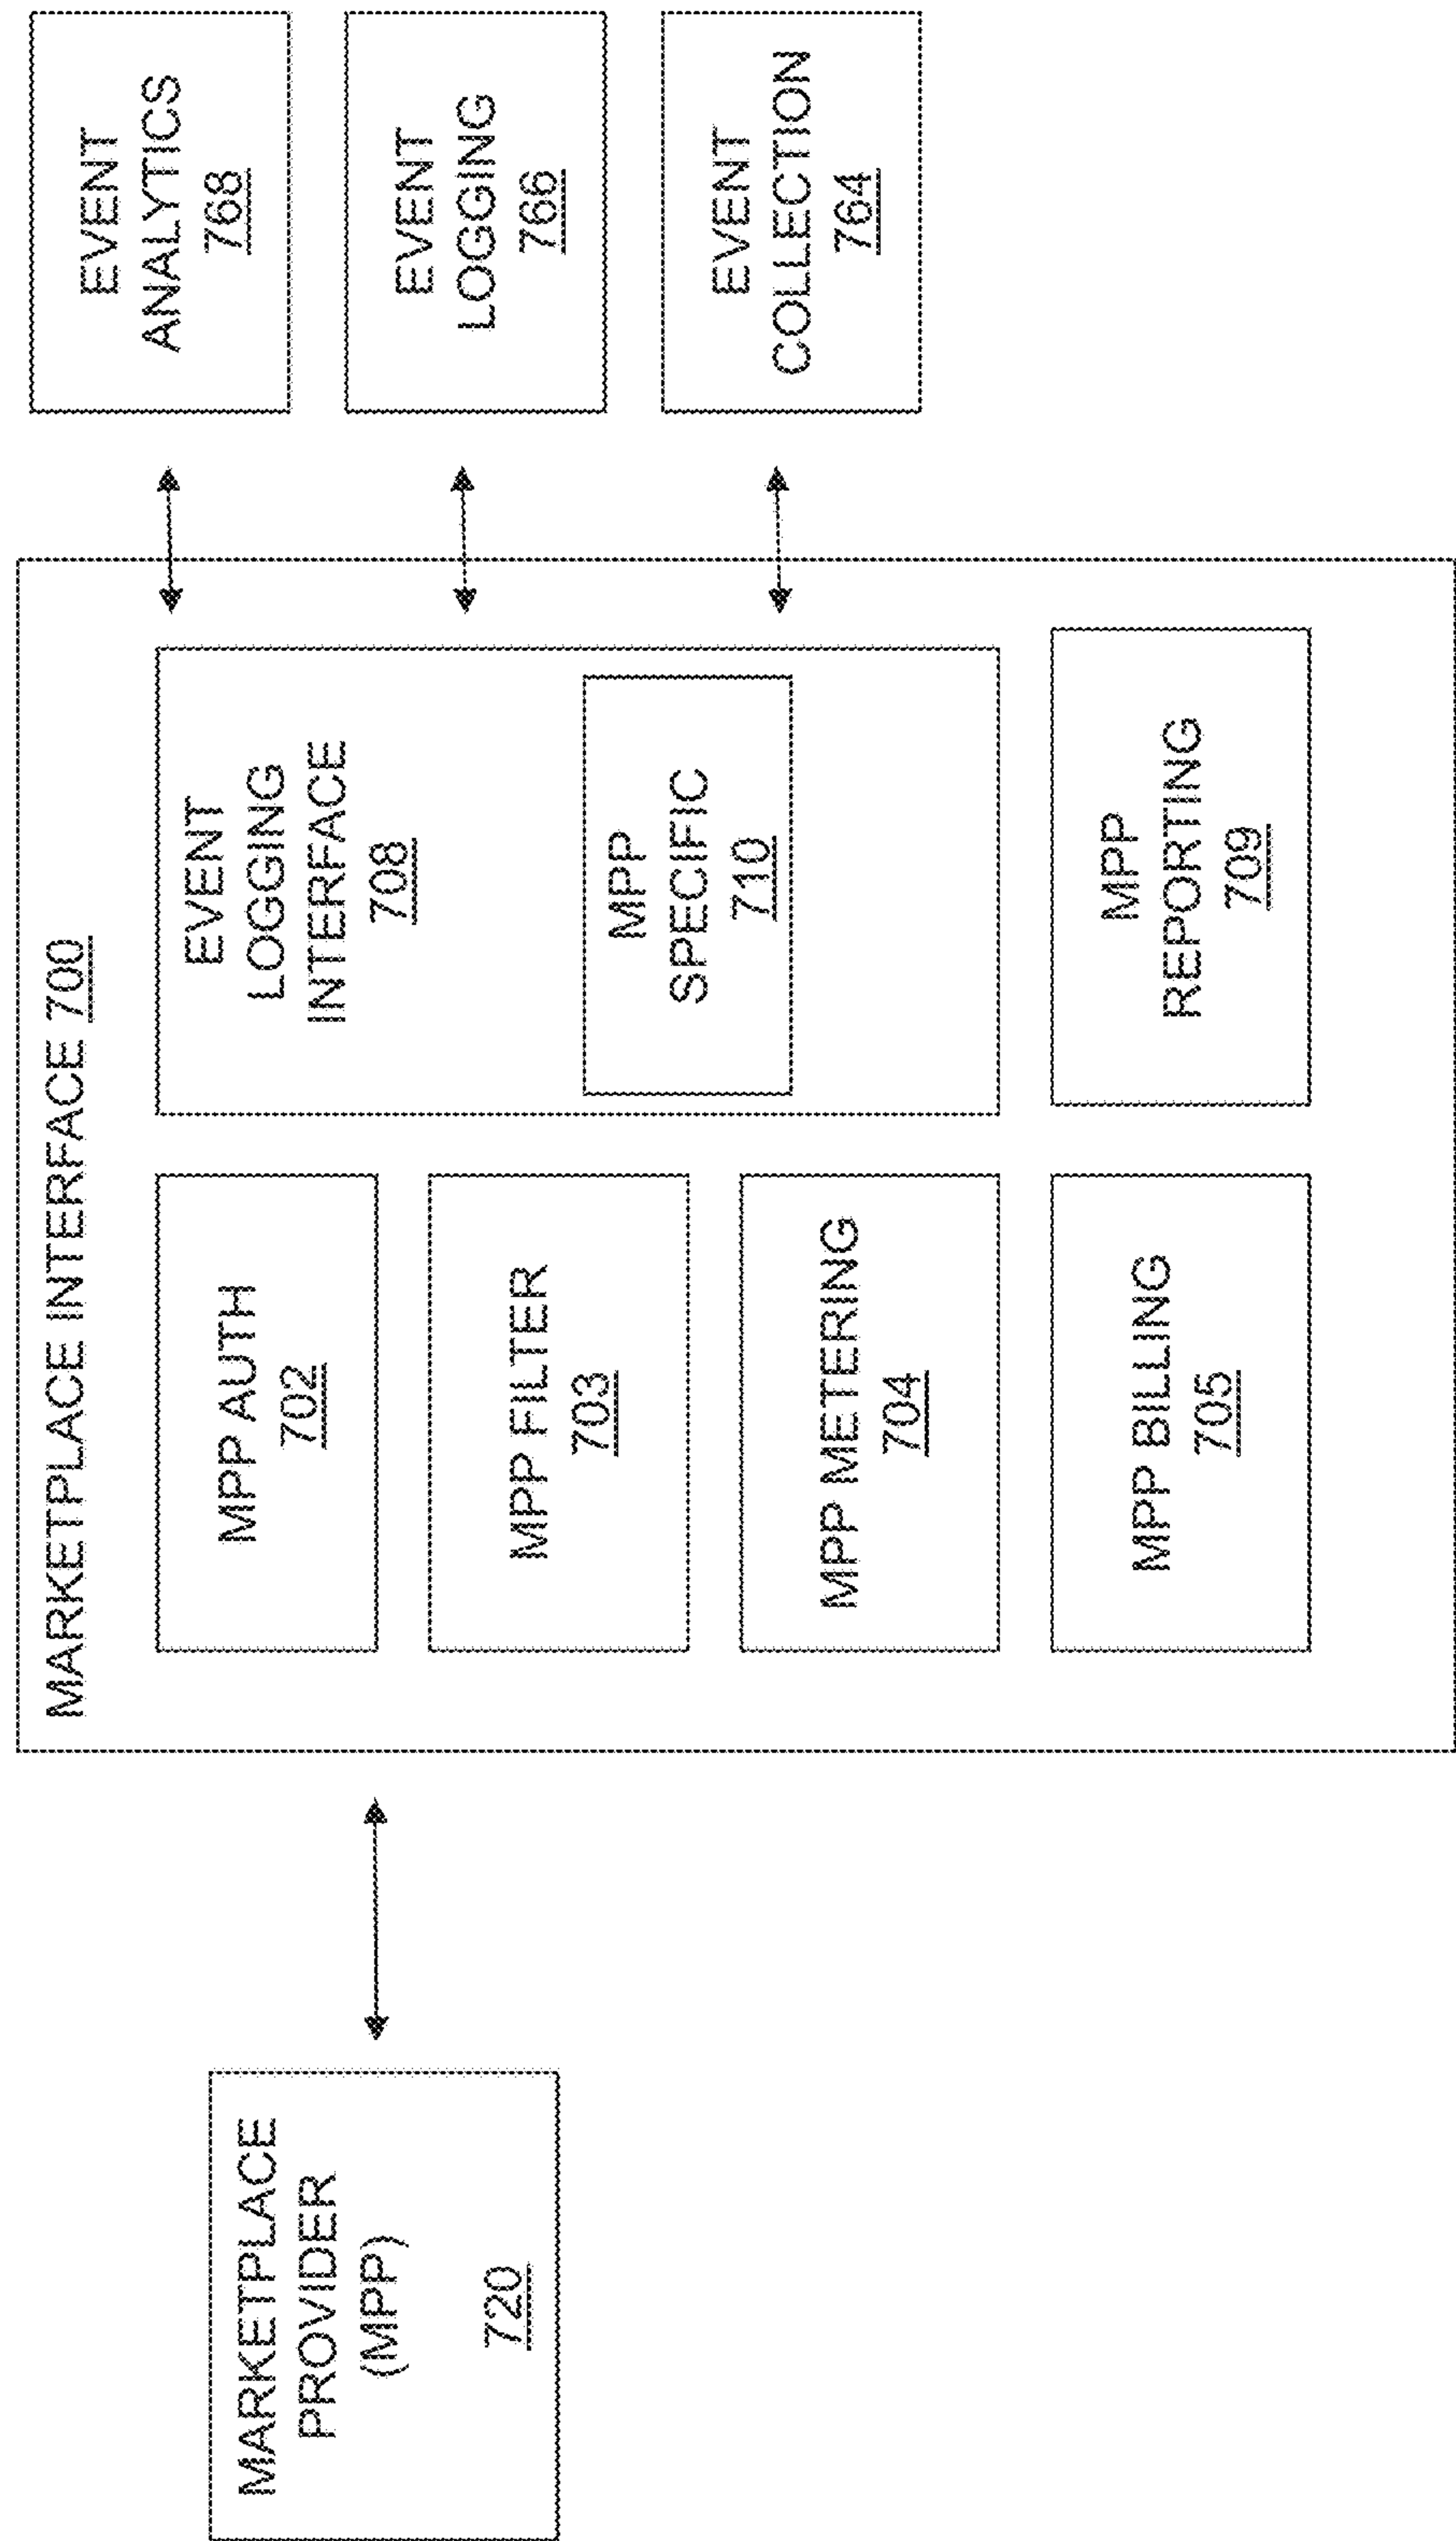 MARKETPLACE
PROVIDER
(MPP)
720
MARKETPLACE INTERFACE 700
MPP AUTH
702
MPP FILTER
703
MPP METERING
704
MPP BILLING
705
EVENT
LOGGING
INTERFACE
708
MPP
SPECIFIC
710
MPP
REPORTING
709
EVENT
ANALYTICS
768
EVENT
LOGGING
766
EVENT
COLLECTION
764